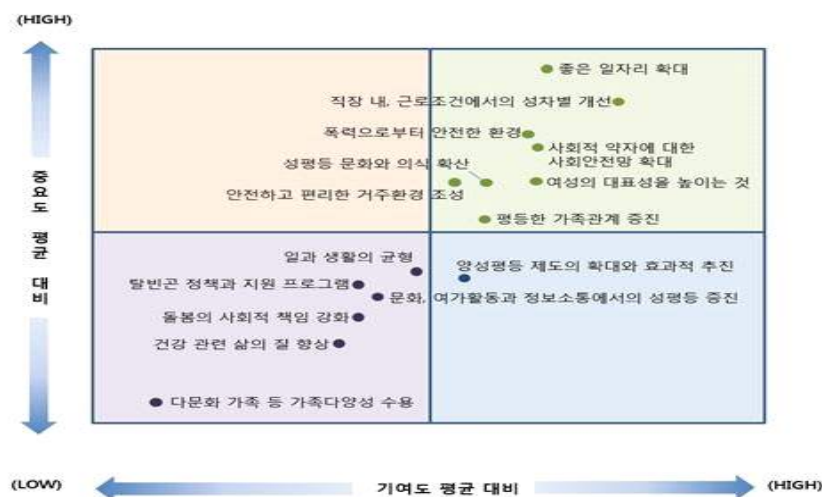 (HIGH)
좋은 일자리 확대
직장 내, 근로조건에서의 성차별 개선
폭력으로부터 안전한 환경
사회적 약자에 대한
사회안전망 확대
성평등 문화와 의식 확산
여성의 대표성을 높이는 것
안전하고 편리한 거주환경 조성
평등한 가족관계 증진
중요도 평균 대비
일과 생활의 균형
양성평등 제도의 확대와 효과적 추진
탈빈곤 정책과 지원 프로그램
문화, 여가활동과 정보소통에서의 성평등 증진
돌봄의 사회적 책임 강화
건강 관련 삶의 질 향상
다문화 가족 등 가족다양성 수용
(LOW)
기여도 평균 대비
(HIGH)